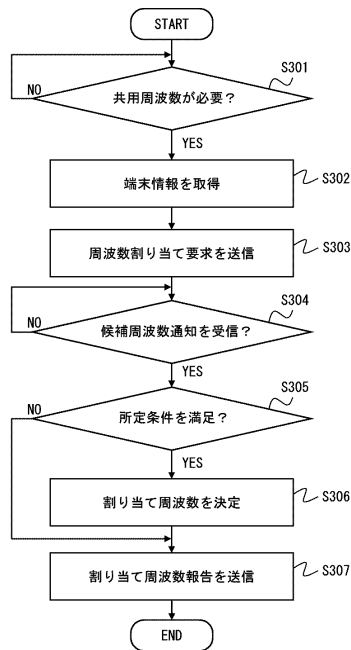 START
S301
NO
共用周波数が必要？
YES
端末情報を取得
S302
周波数割り当て要求を送信
S303
S304
NO
候補周波数通知を受信？
YES
S305
NO
所定条件を満足？
YES
割り当て周波数を決定
S306
割り当て周波数報告を送信
S307
END